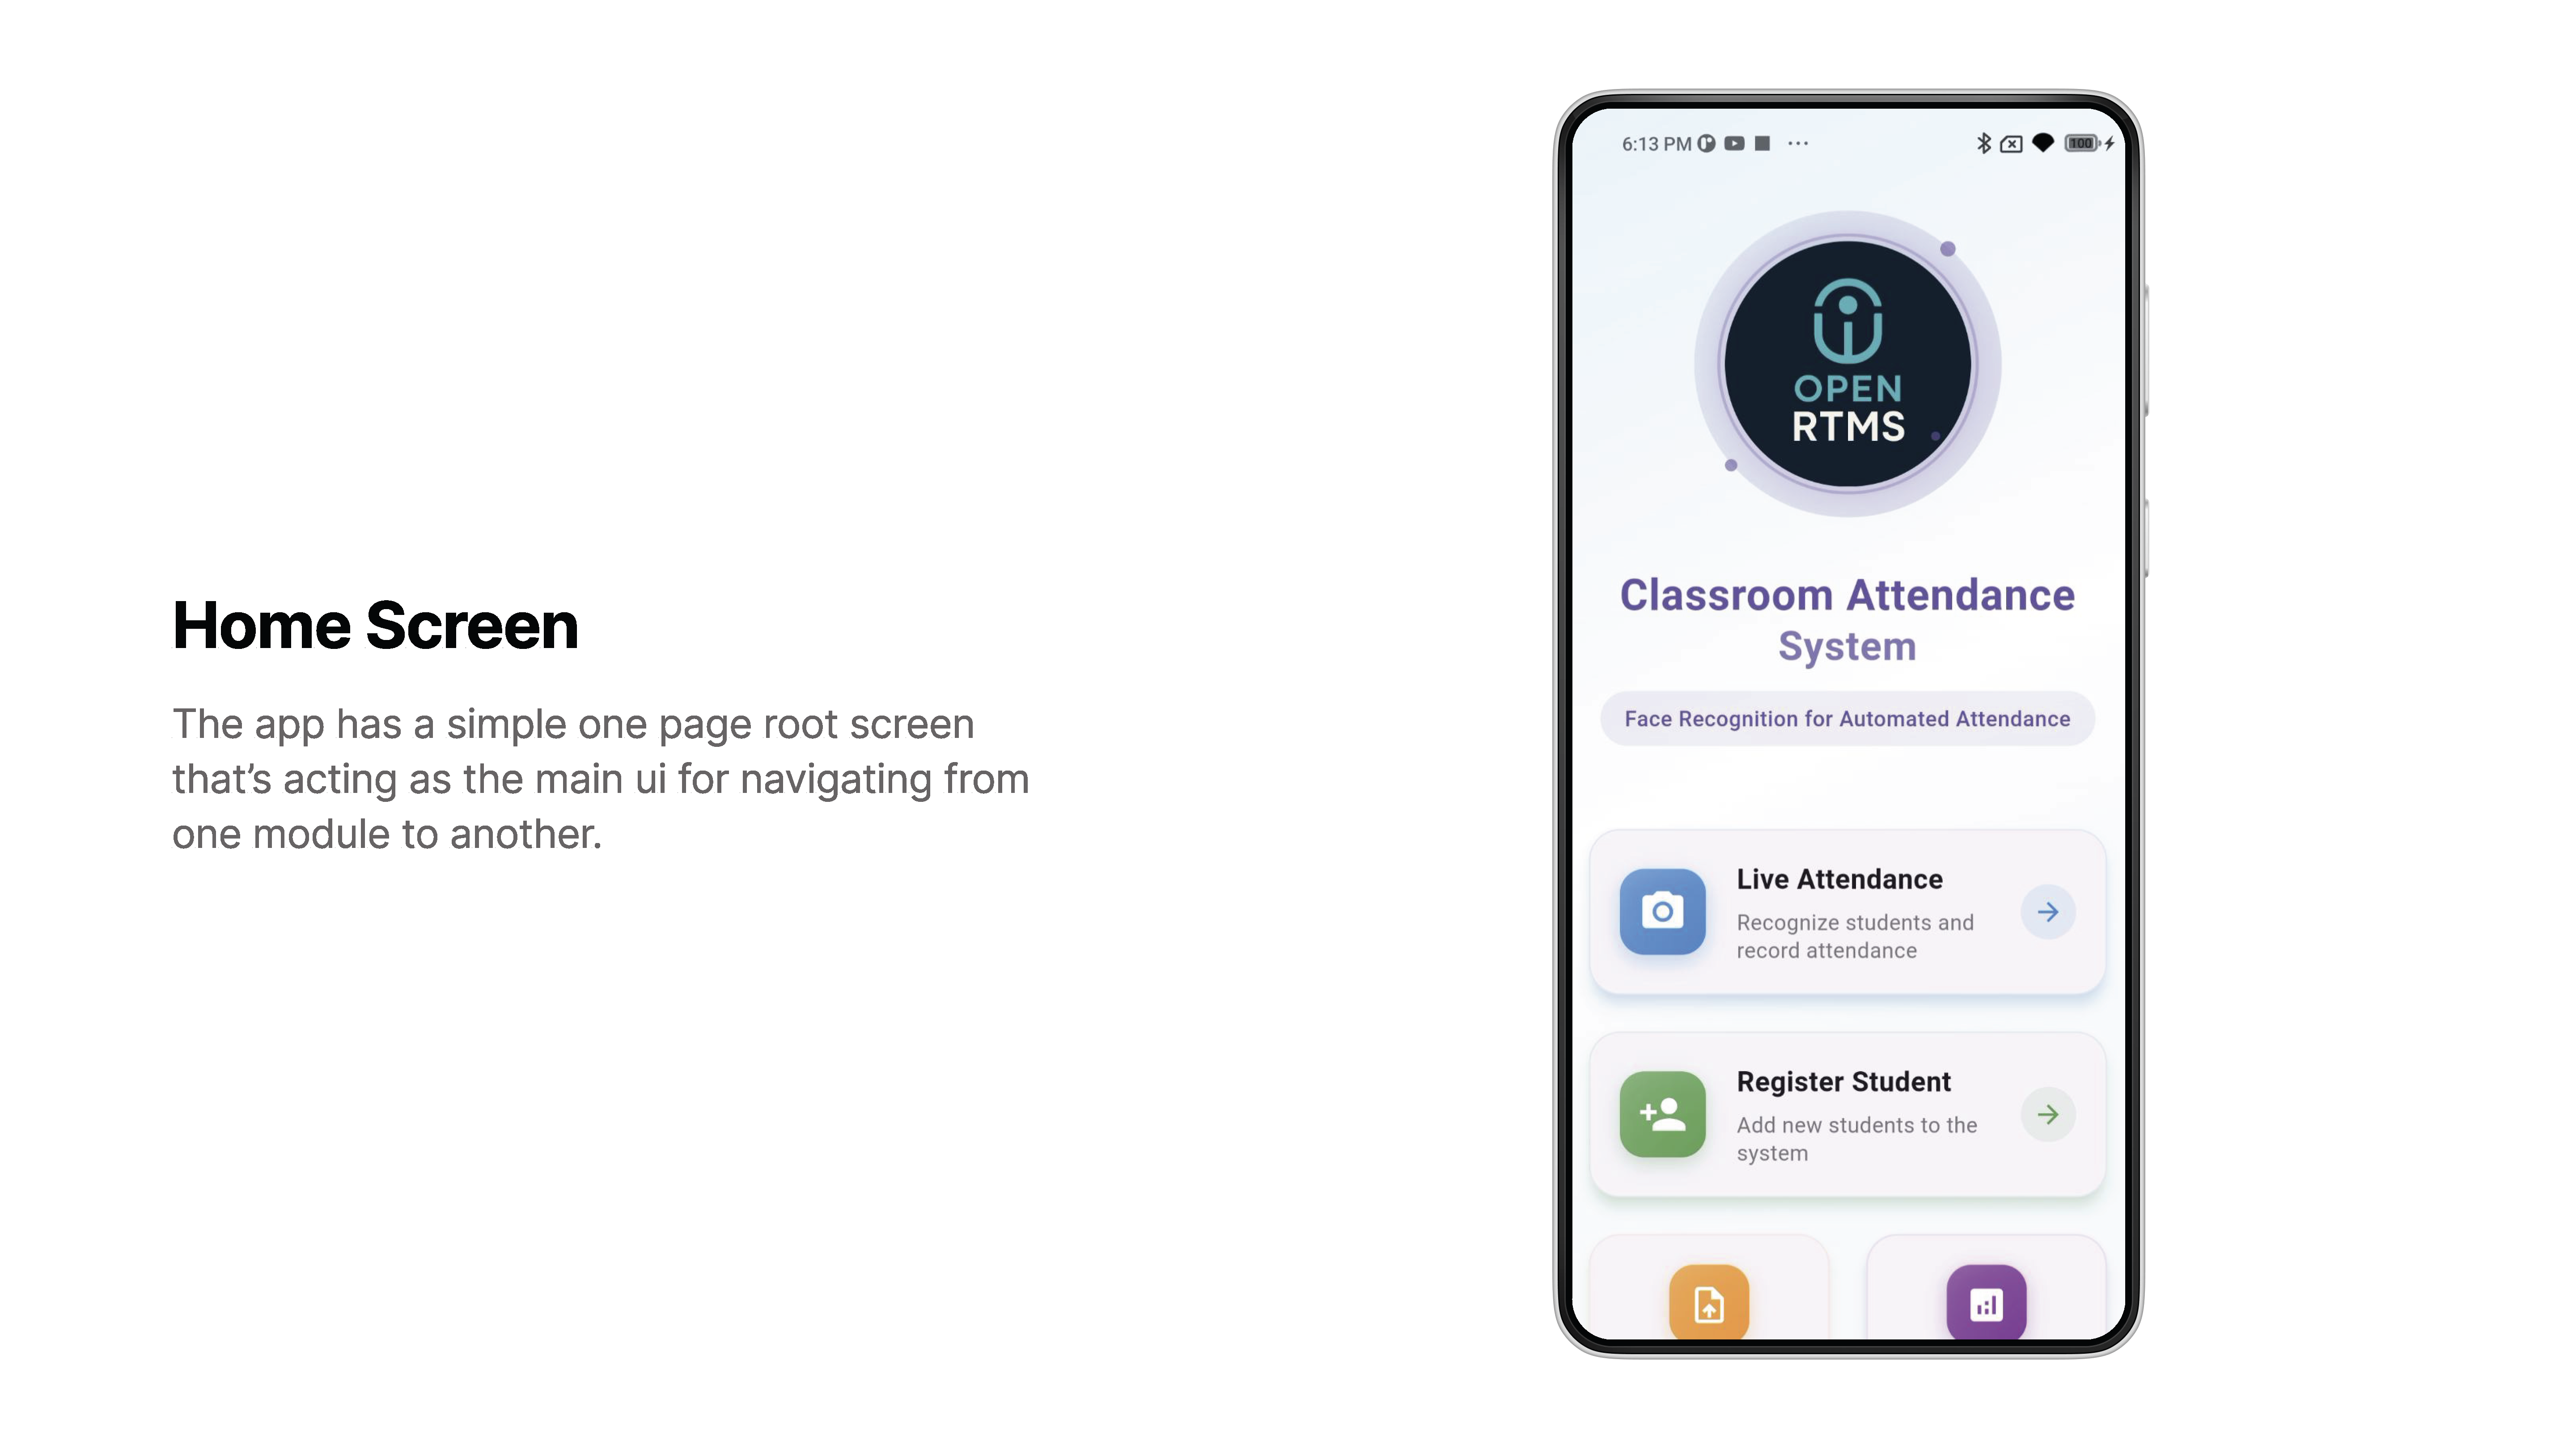 Home Screen
The app has a simple one page root screen
that’s acting as the main ui for navigating from
one module to another.
6:13 PM
100
OPEN
RTMS
Classroom Attendance
System
Face Recognition for Automated Attendance
Live Attendance
Recognize students and
record attendance
Register Student
Add new students to the
system